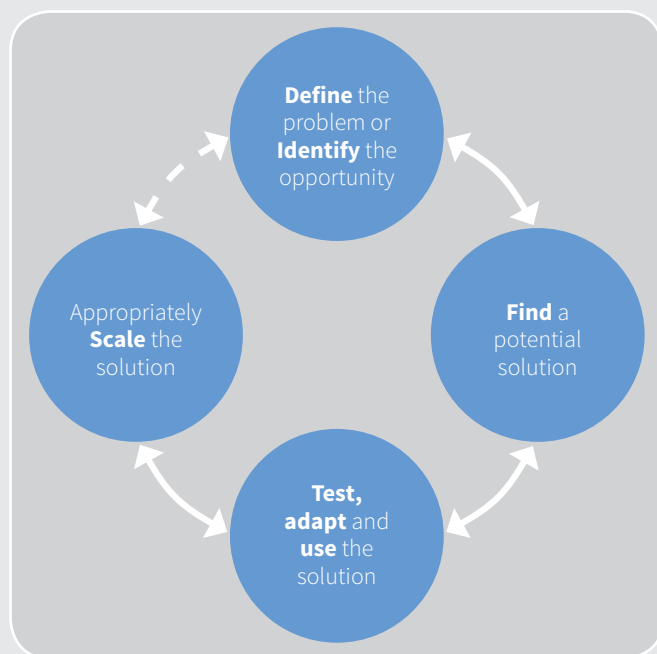 Define the
problem or
Identify the
opportunity
Find a
potential
solution
Test,
adapt and
use the
solution
Appropriately
Scale the
solution